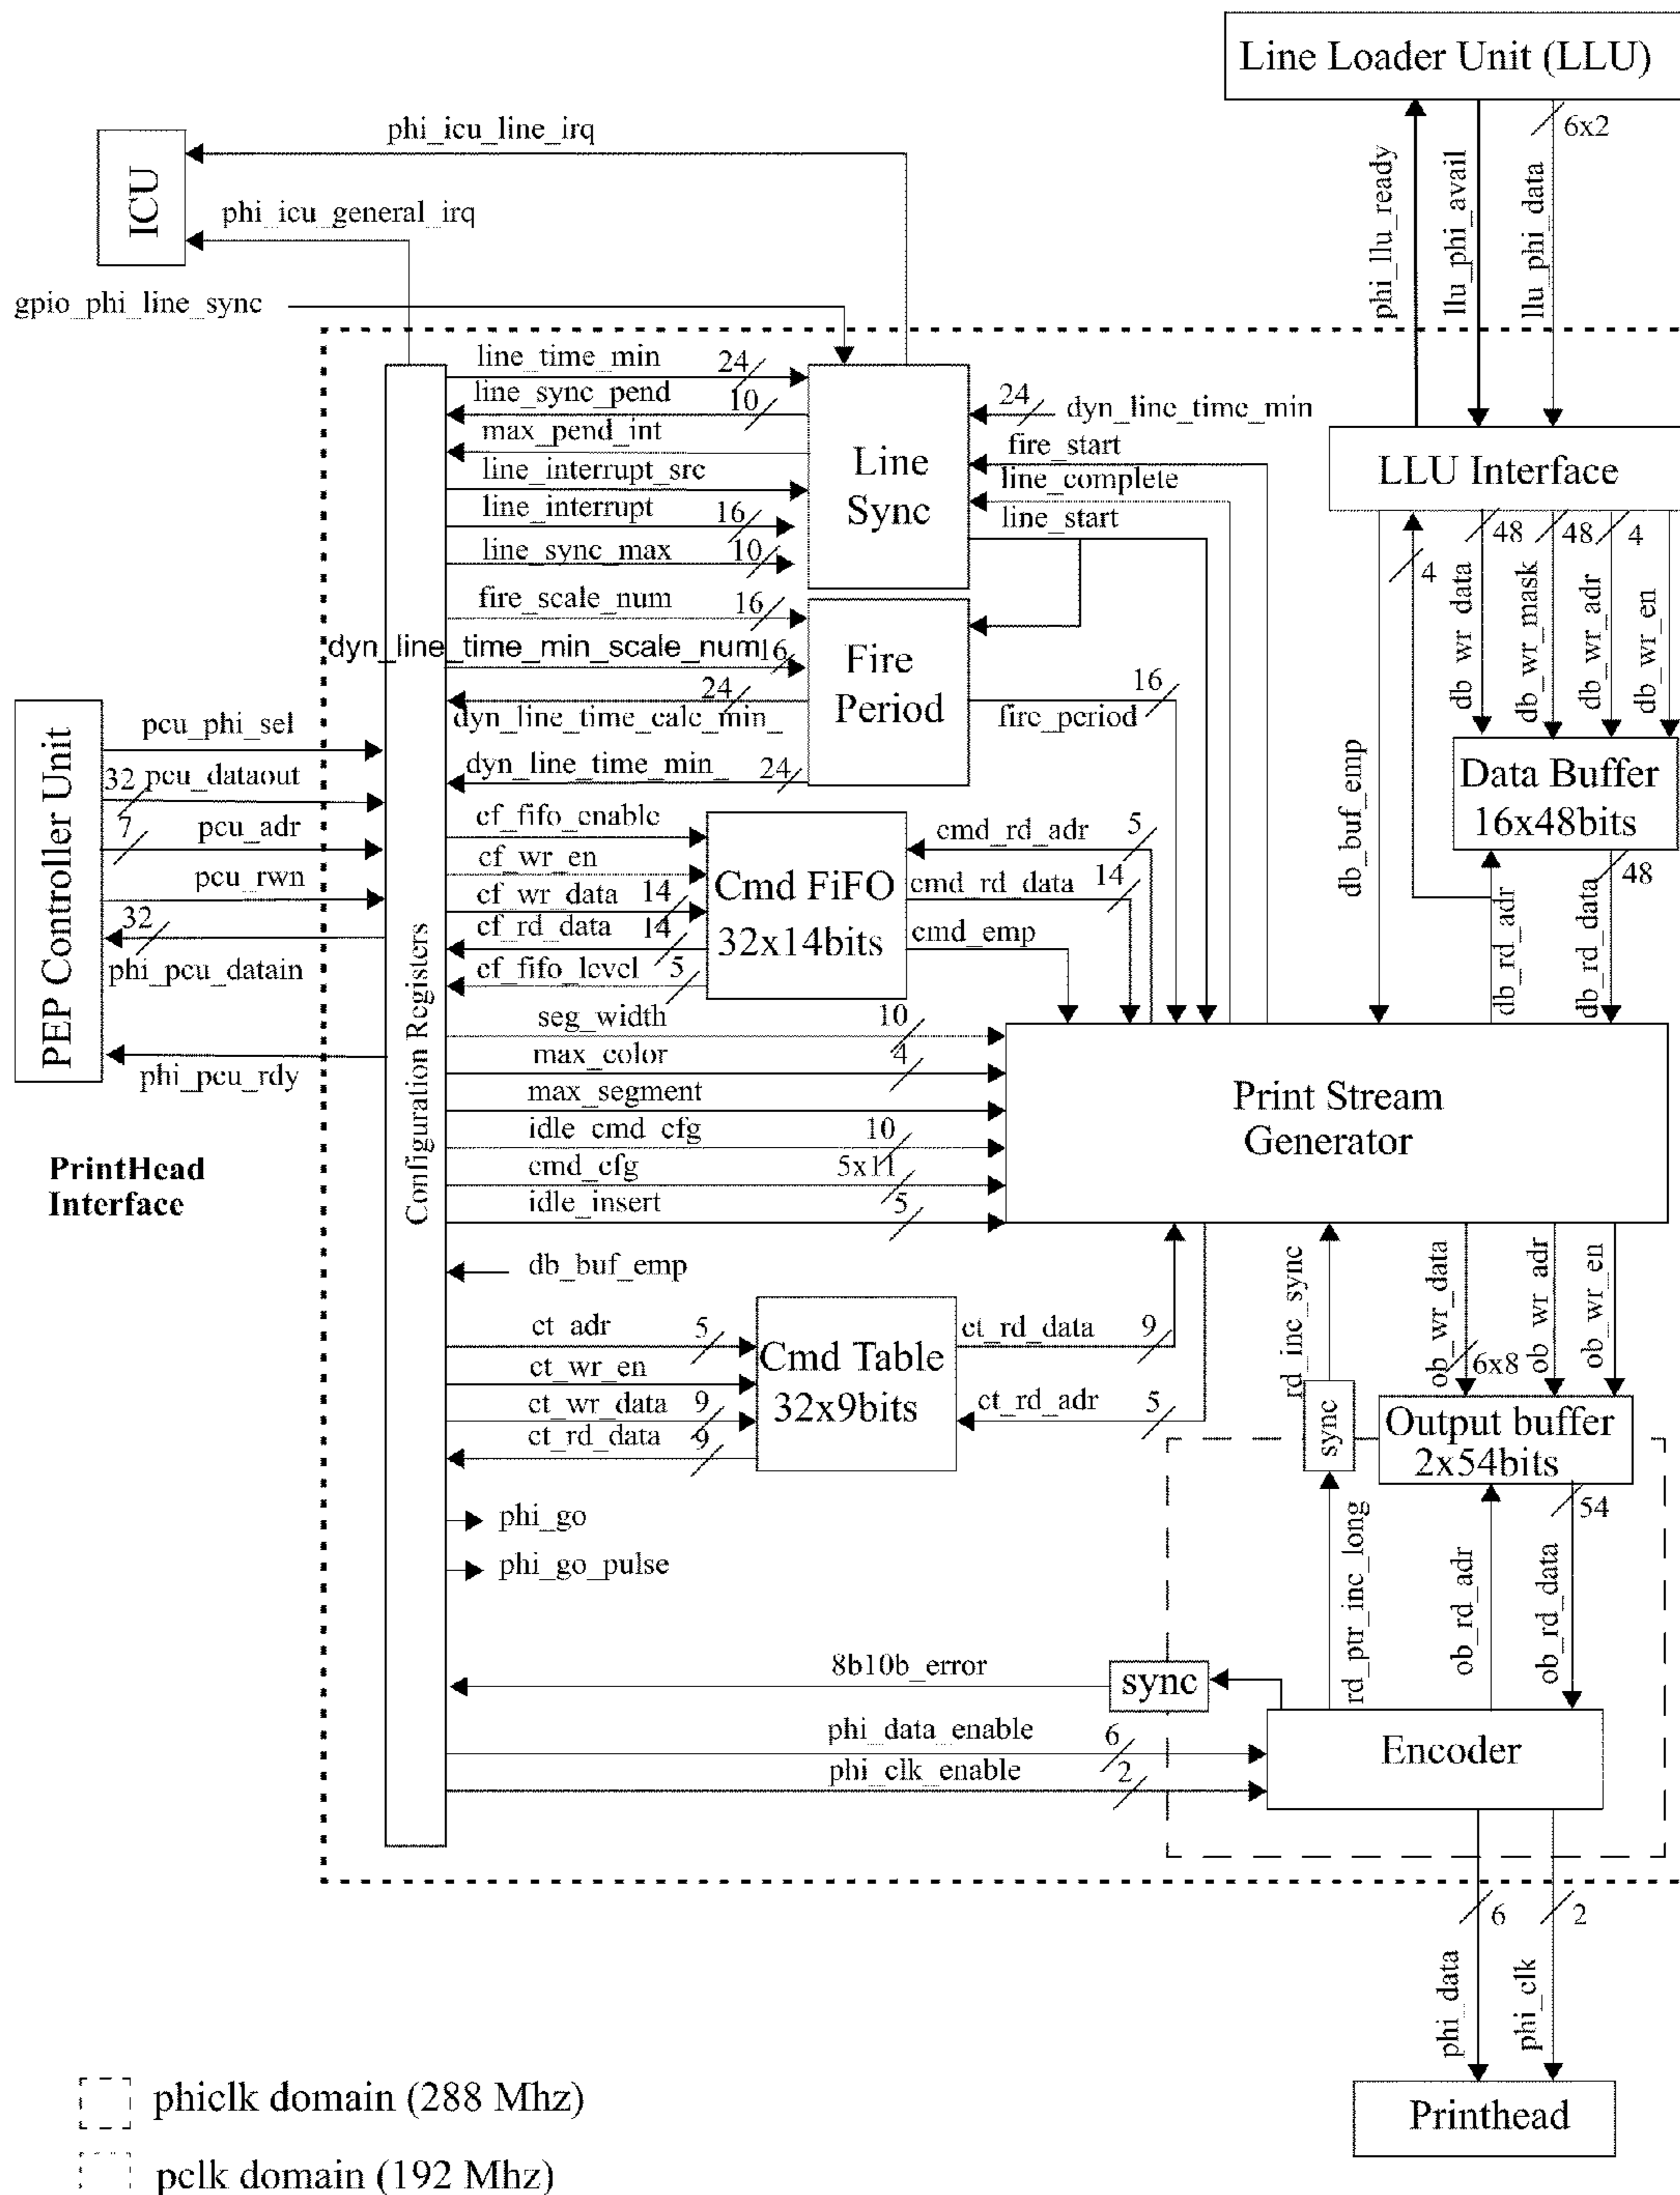 Line Loader Unit (LLU)
6x2
phi_llu_ready
llu_phi_avail
llu_phi_data
ICU
phi_icu_line_irq
phi_icu_general_irq
gpio_phi_line_sync
line_time_min
24
line_sync_pend
10
max_pend_int
line_interrupt_src
line_interrupt
16
line_sync_max
10
Line
Sync
24
dyn_line_time_min
fire_start
line_complete
line_start
LLU Interface
48
48
4
4
db_wr_data
db_wr_mask
db_wr_adr
db_wr_en
fire_scale_num
16
dyn_line_time_min_scale_num
16
24
dyn_line_time_calc_min_
dyn_line_time_min_
24
Fire
Period
16
fire_period
Data Buffer
16x48bits
48
db_buf_emp
db_rd_adr
db_rd_data
PEP Controller Unit
pcu_phi_sel
32
pcu_dataout
7
pcu_adr
pcu_rwn
32
phi_pcu_datain
phi_pcu_rdy
PrintHead
Interface
Configuration Registers
cf_fifo_enable
cf_wr_en
cf_wr_data
14
cf_rd_data
14
cf_fifo_level
5
Cmd FiFO
32x14bits
cmd_rd_adr
5
cmd_rd_data
14
cmd_emp
seg_width
10
max_color
4
max_segment
idle_cmd_cfg
10
cmd_cfg
5x11
idle_insert
5
Print Stream
Generator
db_buf_emp
ct_adr
5
ct_wr_en
ct_wr_data
9
ct_rd_data
9
Cmd Table
32x9bits
ct_rd_data
9
ct_rd_adr
5
rd_inc_sync
ob_wr_data
6x8
ob_wr_adr
ob_wr_en
sync
Output buffer
2x54bits
54
phi_go
phi_go_pulse
rd_ptr_inc_long
ob_rd_adr
ob_rd_data
8b10b_error
sync
phi_data_enable
6
phi_clk_enable
2
Encoder
6
2
phi_data
phi_clk
Printhead
phiclk domain (288 Mhz)
pclk domain (192 Mhz)